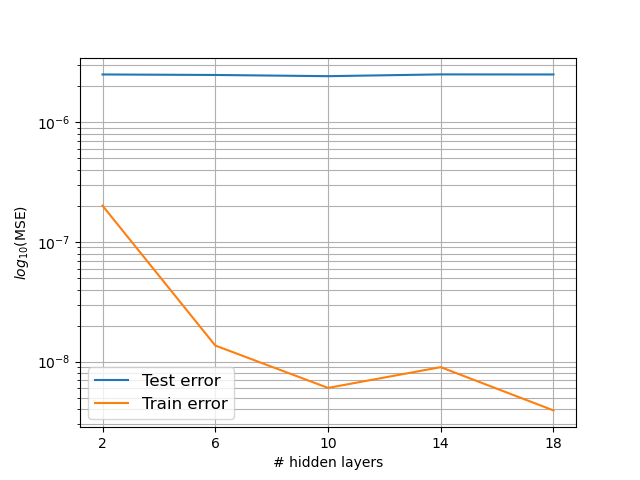 10⁻⁶
10⁻⁷
10⁻⁸
log₁₀(MSE)
Test error
Train error
2 6 10 14 18
# hidden layers